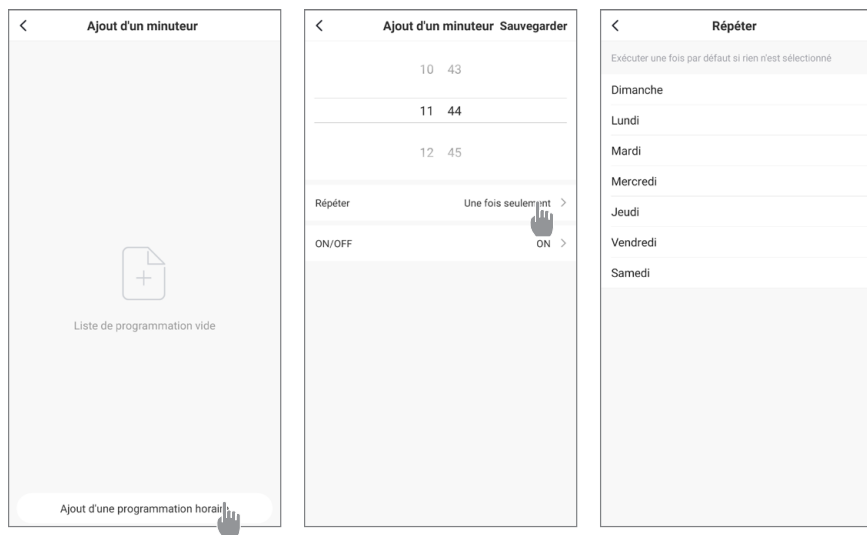 Ajout d'un minuteur
Liste de programmation vide
Ajout d'une programmation horaire
Ajout d'un minuteur Sauvegarder
10 43
11 44
12 45
Répéter Une fois seulement
ON/OFF ON
Répéter
Exécuter une fois par défaut si rien n'est sélectionné
Dimanche
Lundi
Mardi
Mercredi
Jeudi
Vendredi
Samedi